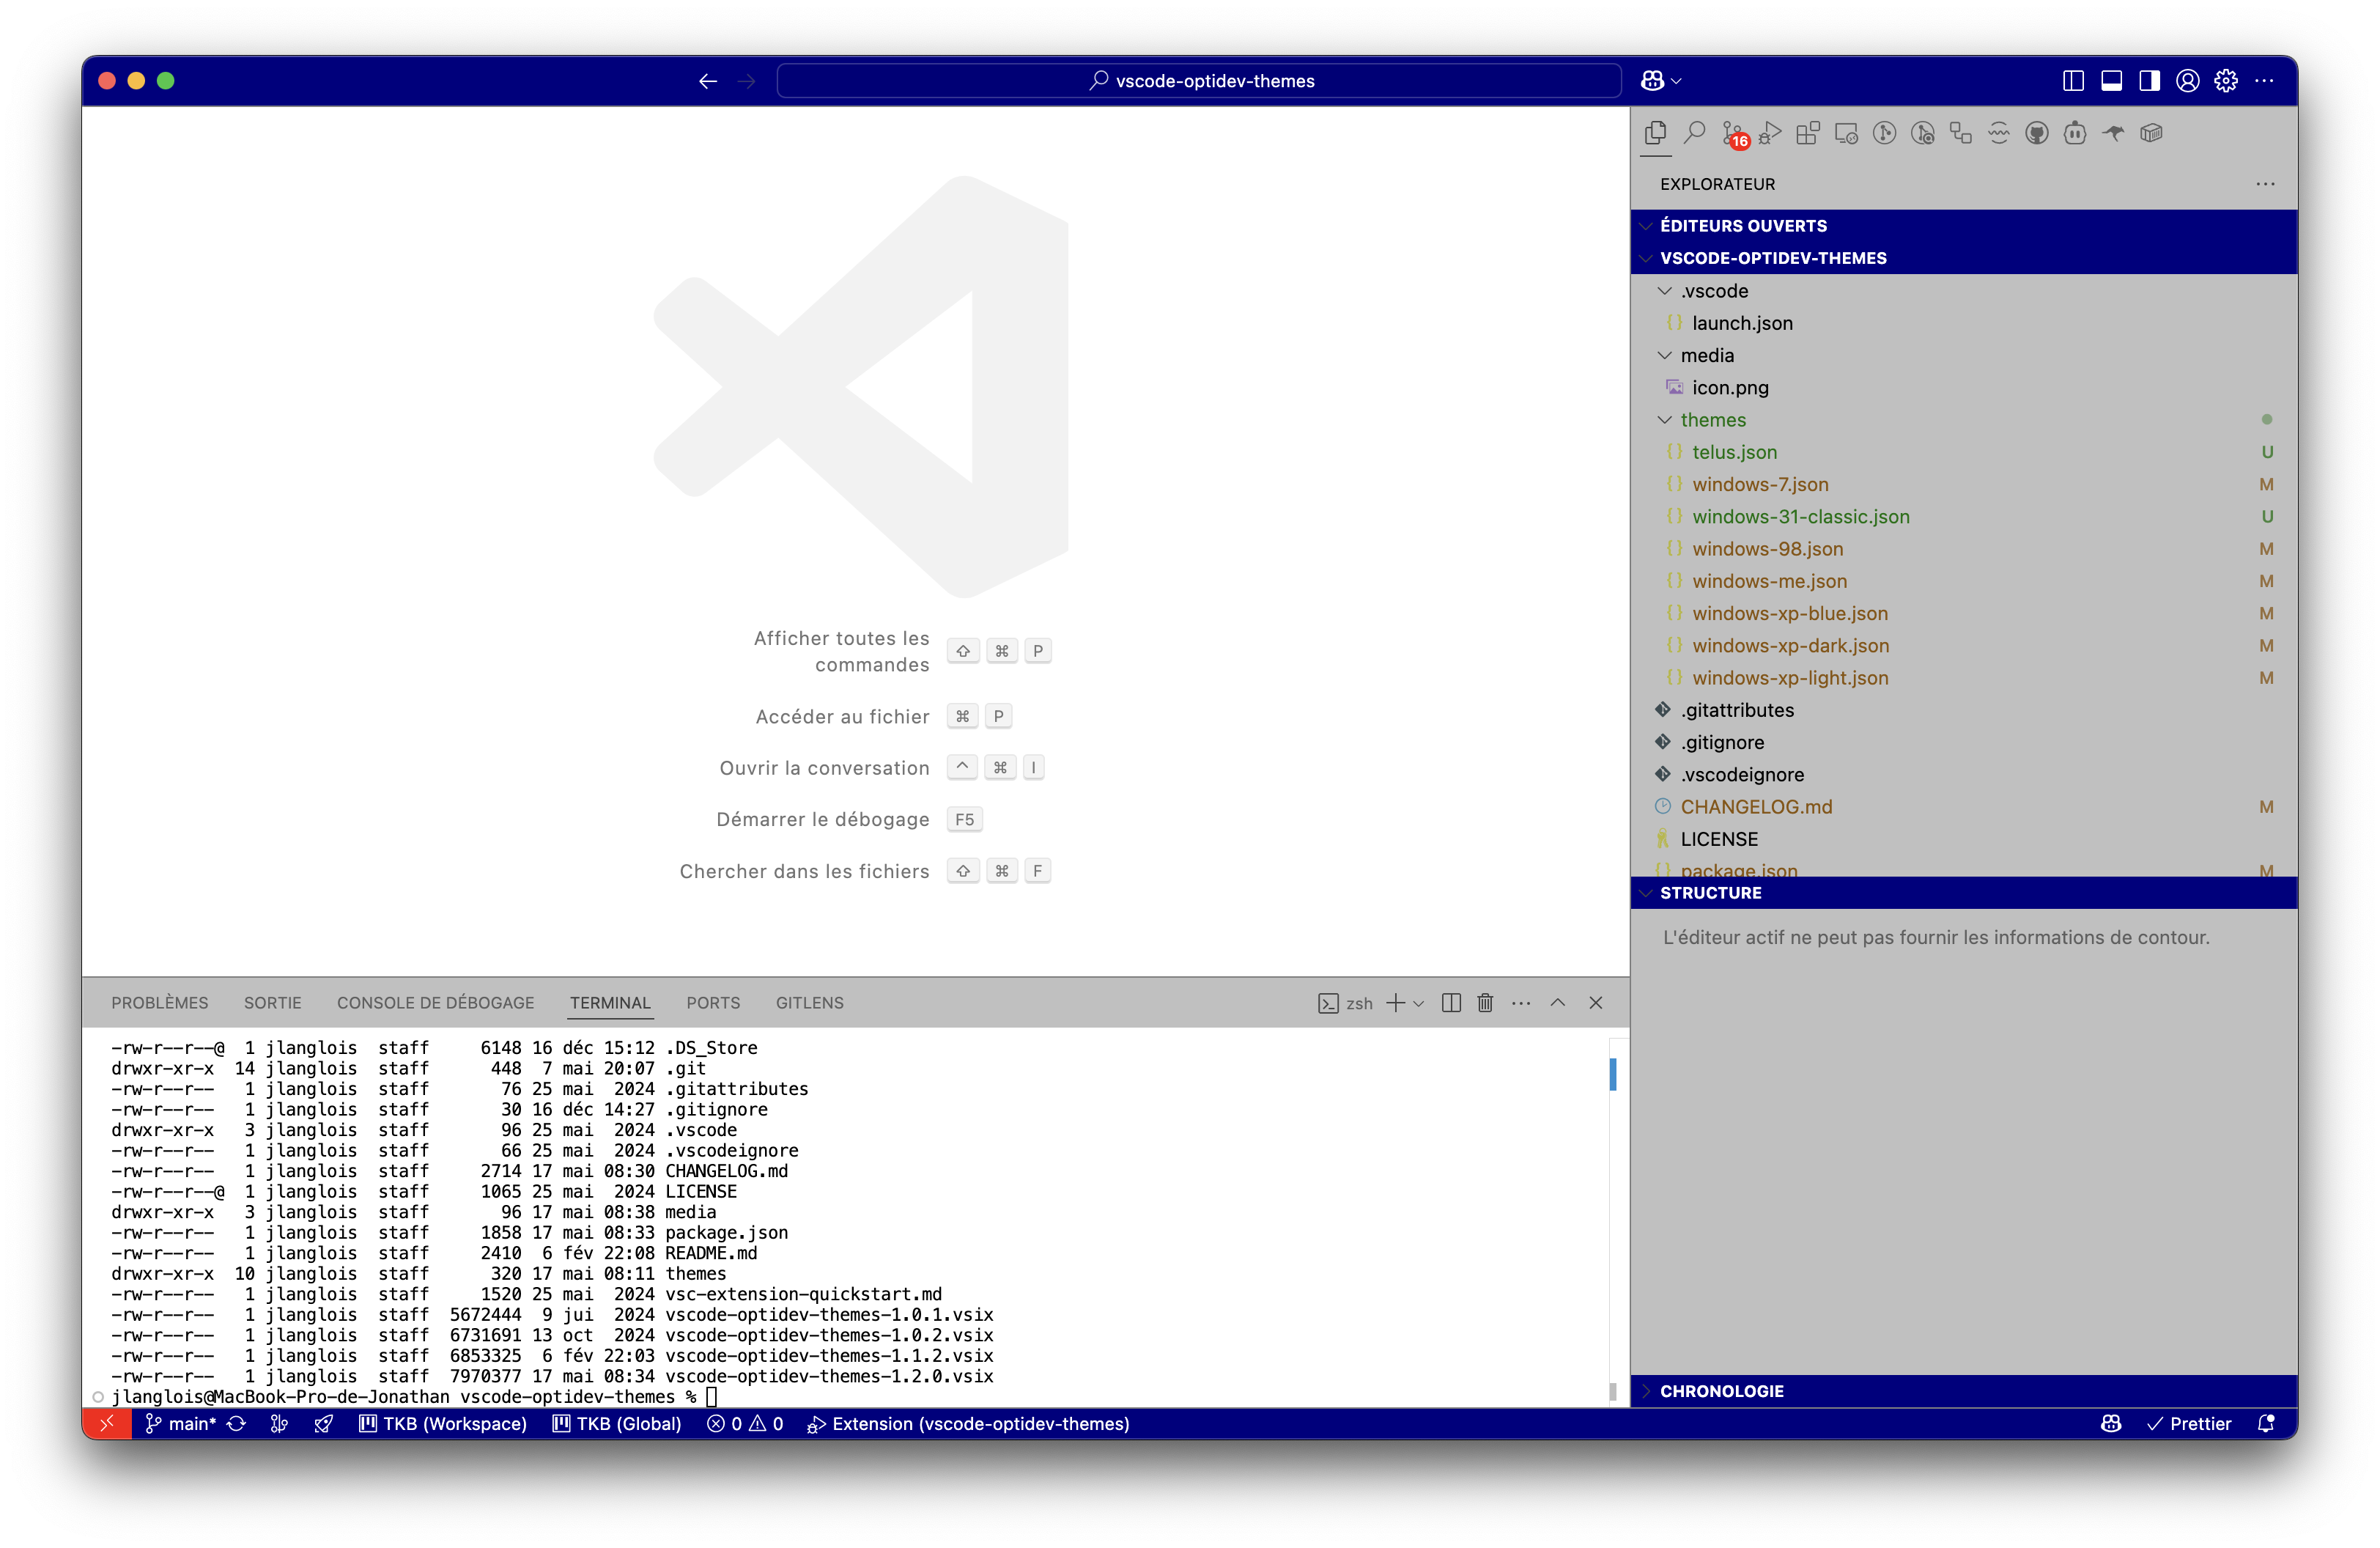 vscode-optidev-themes
Afficher toutes les
commandes
⇧ ⌘ P
Accéder au fichier ⌘ P
Ouvrir la conversation ^ ⌘ I
Démarrer le débogage F5
Chercher dans les fichiers ⇧ ⌘ F
16
EXPLORATEUR
ÉDITEURS OUVERTS
VSCODE-OPTIDEV-THEMES
.vscode
{} launch.json
media
icon.png
themes
{} telus.json U
{} windows-7.json M
{} windows-31-classic.json U
{} windows-98.json M
{} windows-me.json M
{} windows-xp-blue.json M
{} windows-xp-dark.json M
{} windows-xp-light.json M
.gitattributes
.gitignore
.vscodeignore
CHANGELOG.md M
LICENSE
{} package.json M
STRUCTURE
L'éditeur actif ne peut pas fournir les informations de contour.
CHRONOLOGIE
PROBLÈMES SORTIE CONSOLE DE DÉBOGAGE TERMINAL PORTS GITLENS zsh
-rw-r--r--@ 1 jlanglois staff 6148 16 déc 15:12 .DS_Store
drwxr-xr-x 14 jlanglois staff 448 7 mai 20:07 .git
-rw-r--r-- 1 jlanglois staff 76 25 mai 2024 .gitattributes
-rw-r--r-- 1 jlanglois staff 30 16 déc 14:27 .gitignore
drwxr-xr-x 3 jlanglois staff 96 25 mai 2024 .vscode
-rw-r--r-- 1 jlanglois staff 66 25 mai 2024 .vscodeignore
-rw-r--r-- 1 jlanglois staff 2714 17 mai 08:30 CHANGELOG.md
-rw-r--r--@ 1 jlanglois staff 1065 25 mai 2024 LICENSE
drwxr-xr-x 3 jlanglois staff 96 17 mai 08:38 media
-rw-r--r-- 1 jlanglois staff 1858 17 mai 08:33 package.json
-rw-r--r-- 1 jlanglois staff 2410 6 fév 22:08 README.md
drwxr-xr-x 10 jlanglois staff 320 17 mai 08:11 themes
-rw-r--r-- 1 jlanglois staff 1520 25 mai 2024 vsc-extension-quickstart.md
-rw-r--r-- 1 jlanglois staff 5672444 9 jui 2024 vscode-optidev-themes-1.0.1.vsix
-rw-r--r-- 1 jlanglois staff 6731691 13 oct 2024 vscode-optidev-themes-1.0.2.vsix
-rw-r--r-- 1 jlanglois staff 6853325 6 fév 22:03 vscode-optidev-themes-1.1.2.vsix
-rw-r--r-- 1 jlanglois staff 7970377 17 mai 08:34 vscode-optidev-themes-1.2.0.vsix
jlanglois@MacBook-Pro-de-Jonathan vscode-optidev-themes %
main* TKB (Workspace) TKB (Global) 0 0 Extension (vscode-optidev-themes) Prettier